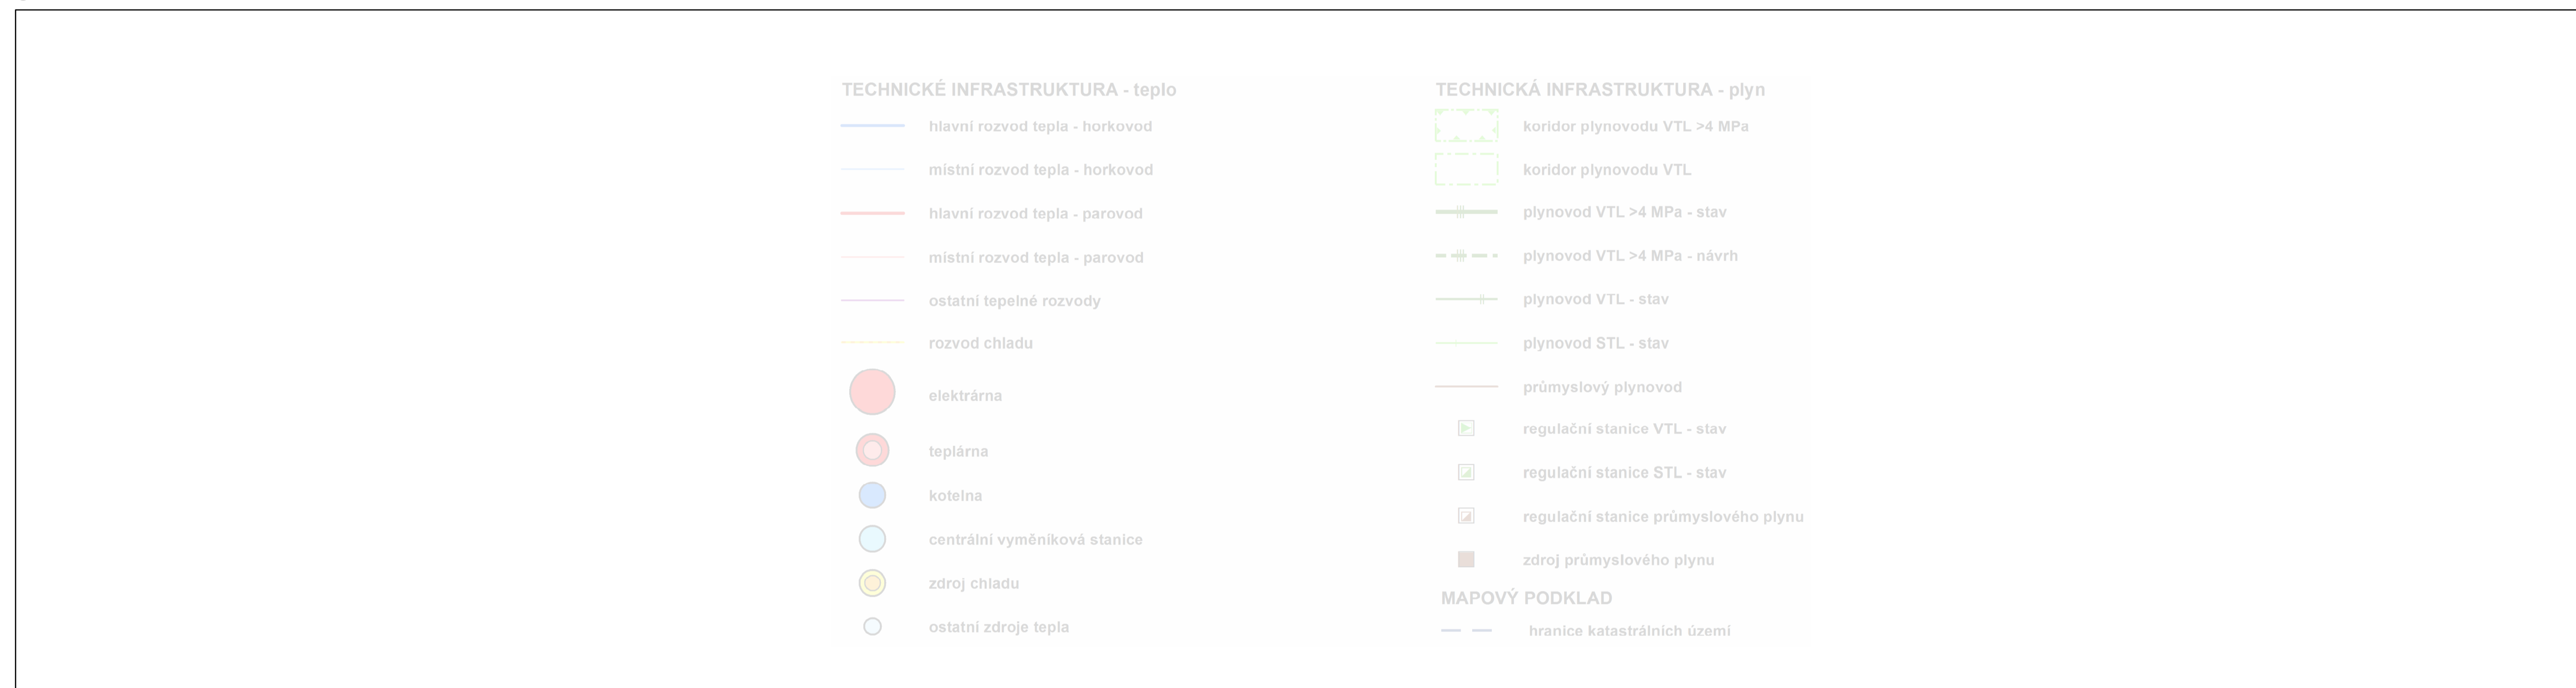 TECHNICKÉ INFRASTRUKTURA - teplo
hlavní rozvod tepla - horkovod
místní rozvod tepla - horkovod
hlavní rozvod tepla - parovod
místní rozvod tepla - parovod
ostatní tepelné rozvody
rozvod chladu
elektrárna
teplárna
kotelna
centrální vyměníková stanice
zdroj chladu
ostatní zdroje tepla
TECHNICKÁ INFRASTRUKTURA - plyn
koridor plynovodu VTL >4 MPa
koridor plynovodu VTL
plynovod VTL >4 MPa - stav
plynovod VTL >4 MPa - návrh
plynovod VTL - stav
plynovod STL - stav
průmyslový plynovod
regulační stanice VTL - stav
regulační stanice STL - stav
regulační stanice průmyslového plynu
zdroj průmyslového plynu
MAPOVÝ PODKLAD
hranice katastrálních území